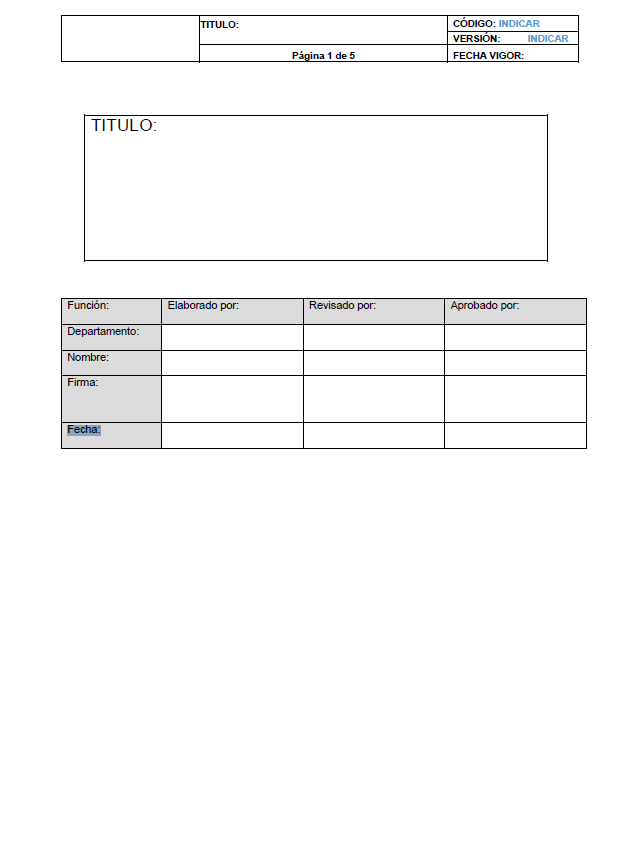 TITULO:
CÓDIGO: INDICAR
VERSIÓN: INDICAR
Página 1 de 5
FECHA VIGOR:
TITULO:
Función: Elaborado por: Revisado por: Aprobado por:
Departamento:
Nombre:
Firma:
Fecha: